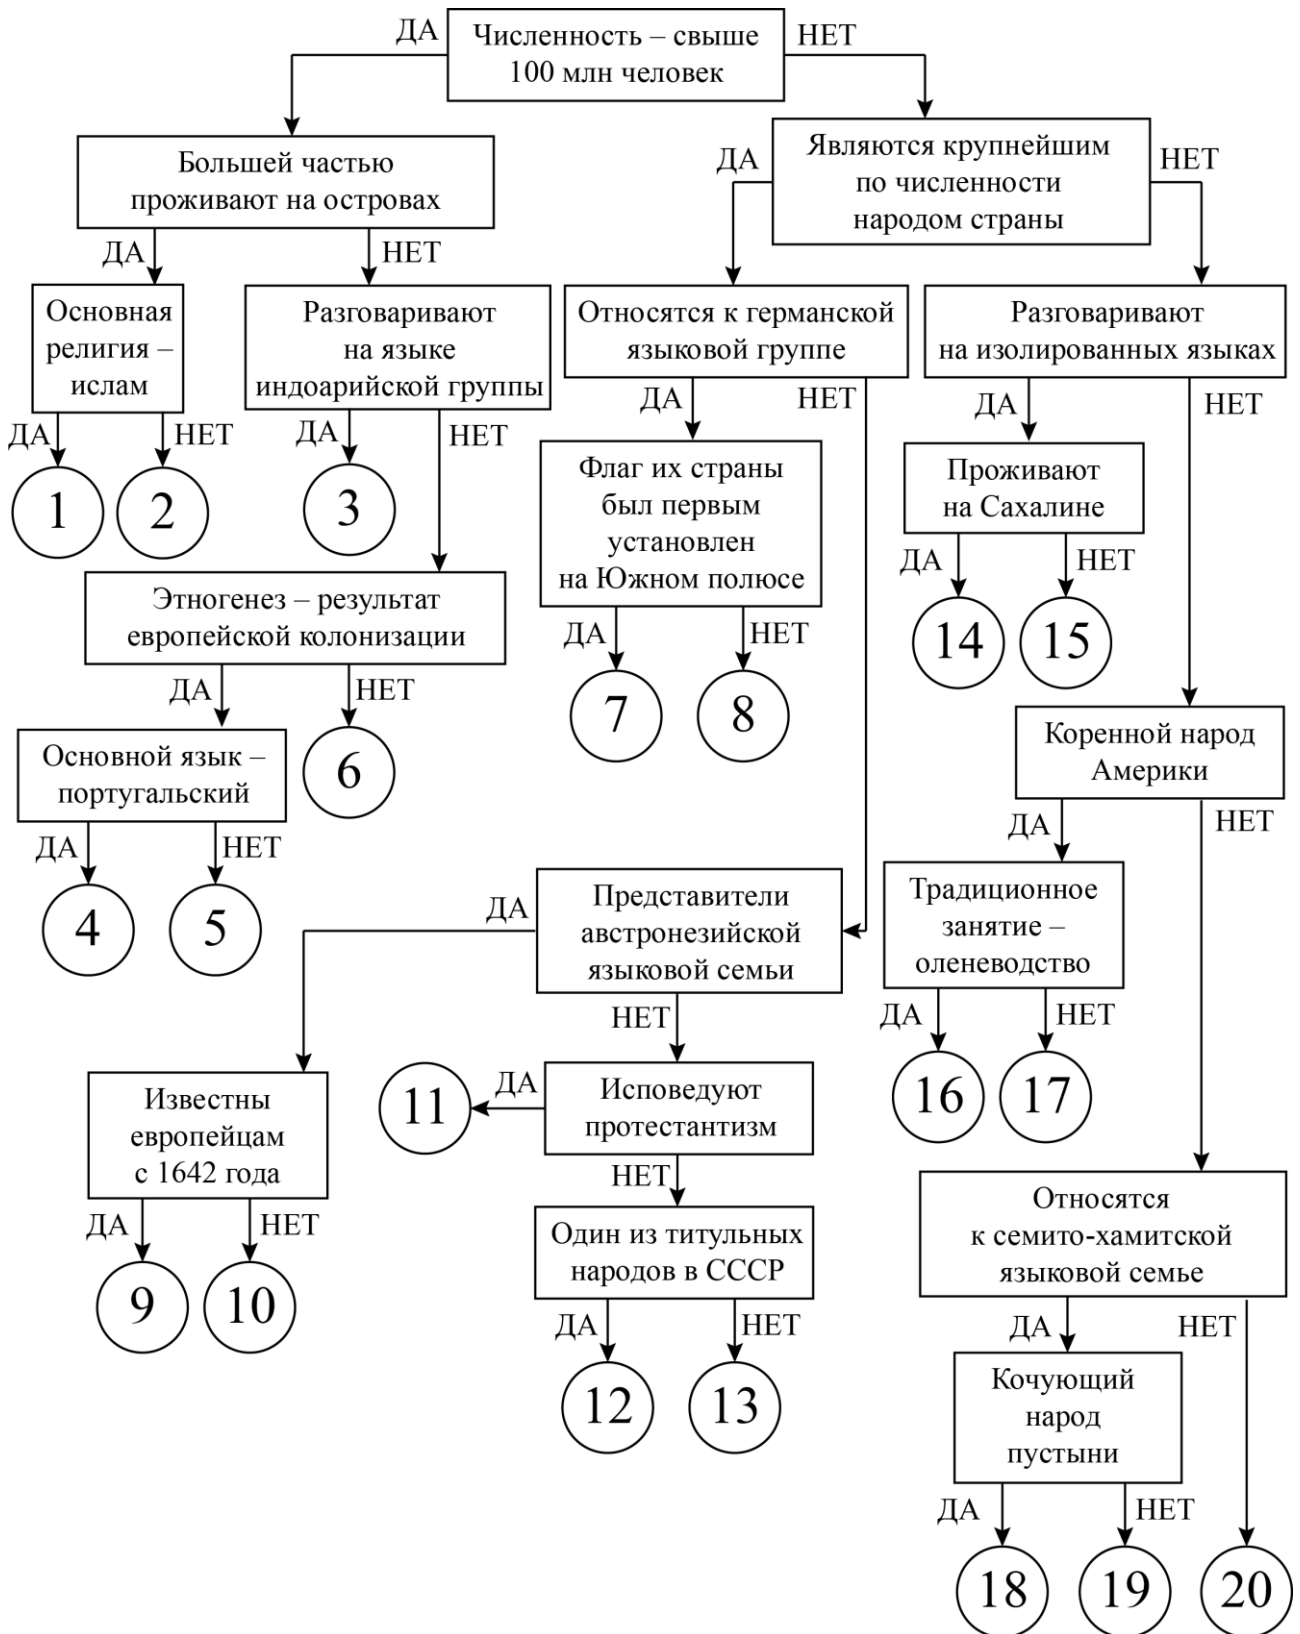 ДА
Численность – свыше
100 млн человек
НЕТ
Большей частью
проживают на островах
ДА
Являются крупнейшим
по численности
народом страны
НЕТ
ДА
НЕТ
Основная
религия –
ислам
Разговаривают
на языке
индоарийской группы
Относятся к германской
языковой группе
Разговаривают
на изолированных языках
ДА
НЕТ
ДА
НЕТ
ДА
НЕТ
ДА
НЕТ
1
2
3
Флаг их страны
был первым
установлен
на Южном полюсе
Проживают
на Сахалине
Этногенез – результат
европейской колонизации
ДА
НЕТ
ДА
НЕТ
14
15
ДА
НЕТ
7
8
Основной язык –
португальский
6
Коренной народ
Америки
ДА
НЕТ
ДА
НЕТ
4
5
ДА
Представители
австронезийской
языковой семьи
Традиционное
занятие –
оленеводство
НЕТ
ДА
НЕТ
Известны
европейцам
с 1642 года
11
ДА
Исповедуют
протестантизм
16
17
НЕТ
ДА
НЕТ
Один из титульных
народов в СССР
Относятся
к семито-хамитской
языковой семье
9
10
ДА
НЕТ
ДА
НЕТ
12
13
Кочующий
народ
пустыни
ДА
НЕТ
18
19
20